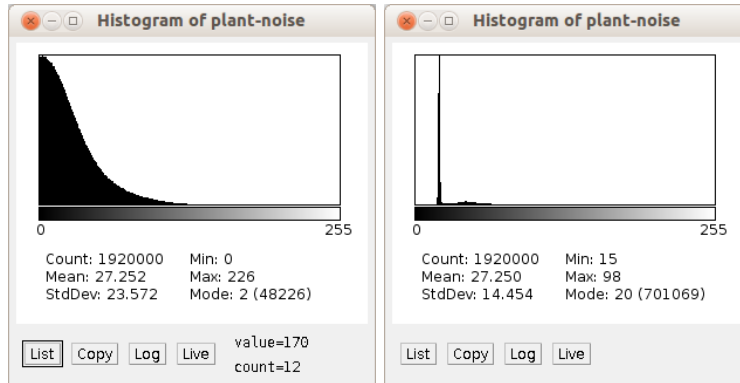 Histogram of plant-noise
0 255
Count: 1920000 Min: 0
Mean: 27.252 Max: 226
StdDev: 23.572 Mode: 2 (48226)
List Copy Log Live value=170
count=12
Histogram of plant-noise
0 255
Count: 1920000 Min: 15
Mean: 27.250 Max: 98
StdDev: 14.454 Mode: 20 (701069)
List Copy Log Live